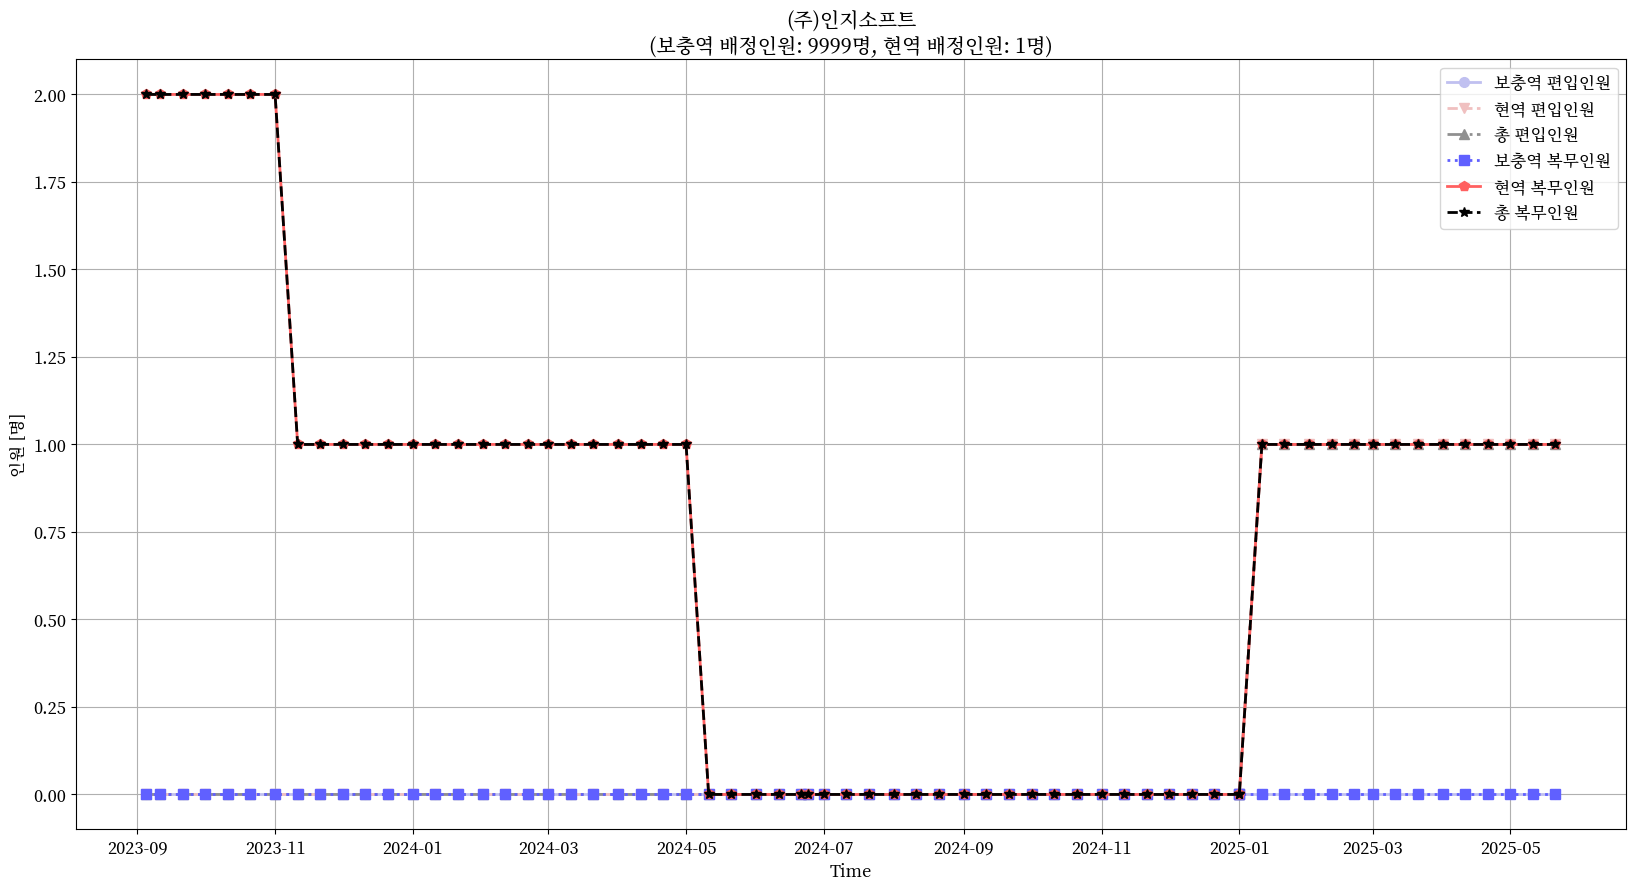 (주)인지소프트
(보충역 배정인원: 9999명, 현역 배정인원: 1명)
보충역 편입인원
현역 편입인원
총 편입인원
보충역 복무인원
현역 복무인원
총 복무인원
인원 [명]
2.00
1.75
1.50
1.25
1.00
0.75
0.50
0.25
0.00
2023-09 2023-11 2024-01 2024-03 2024-05 2024-07 2024-09 2024-11 2025-01 2025-03 2025-05
Time